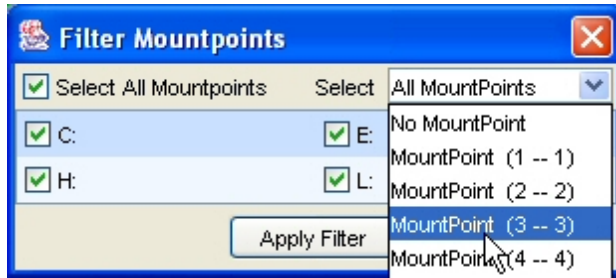 Filter Mountpoints
Select All Mountpoints Select All MountPoints
C: E:
H: L:
Apply Filter
No MountPoint
MountPoint (1 -- 1)
MountPoint (2 -- 2)
MountPoint (3 -- 3)
MountPoint (4 -- 4)